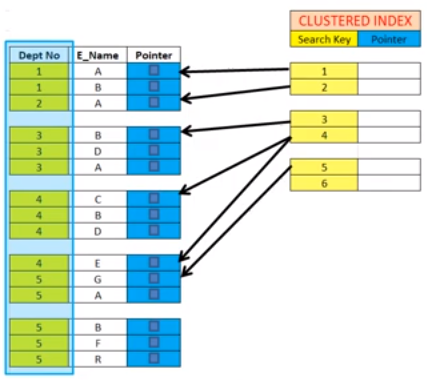 CLUSTERED INDEX
Search Key Pointer
Dept No E_Name Pointer
1 A
1 B
2 A
3 B
3 D
3 A
4 C
4 B
4 D
4 E
5 G
5 A
5 B
5 F
5 R
1
2
3
4
5
6